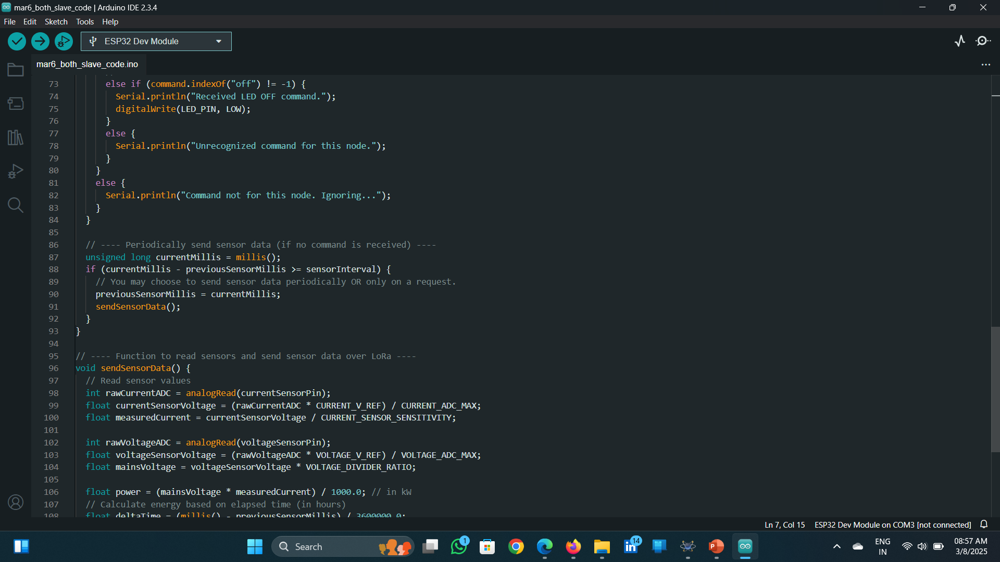 mar6_both_slave_code | Arduino IDE 2.3.4
File Edit Sketch Tools Help
ESP32 Dev Module
mar6_both_slave_code.ino
73 else if (command.indexOf("off") != -1) {
74 Serial.println("Received LED OFF command.");
75 digitalWrite(LED_PIN, LOW);
76 }
77 else {
78 Serial.println("Unrecognized command for this node.");
79 }
80 }
81 else {
82 Serial.println("Command not for this node. Ignoring...");
83 }
84 }
85
86 // ---- Periodically send sensor data (if no command is received) ----
87 unsigned long currentMillis = millis();
88 if (currentMillis - previousSensorMillis >= sensorInterval) {
89 // You may choose to send sensor data periodically OR only on a request.
90 previousSensorMillis = currentMillis;
91 sendSensorData();
92 }
93 }
94
95 // ---- Function to read sensors and send sensor data over LoRa ----
96 void sendSensorData() {
97 // Read sensor values
98 int rawCurrentADC = analogRead(currentSensorPin);
99 float currentSensorVoltage = (rawCurrentADC * CURRENT_V_REF) / CURRENT_ADC_MAX;
100 float measuredCurrent = currentSensorVoltage / CURRENT_SENSOR_SENSITIVITY;
101
102 int rawVoltageADC = analogRead(voltageSensorPin);
103 float voltageSensorVoltage = (rawVoltageADC * VOLTAGE_V_REF) / VOLTAGE_ADC_MAX;
104 float mainsVoltage = voltageSensorVoltage * VOLTAGE_DIVIDER_RATIO;
105
106 float power = (mainsVoltage * measuredCurrent) / 1000.0; // in kW
107 // Calculate energy based on elapsed time (in hours)
108 float deltaTime = (millis() - previousSensorMillis) / 3600000.0;
Ln 7, Col 15 ESP32 Dev Module on COM3 [not connected]
Search 1 14 ENG IN 08:57 AM 3/8/2025